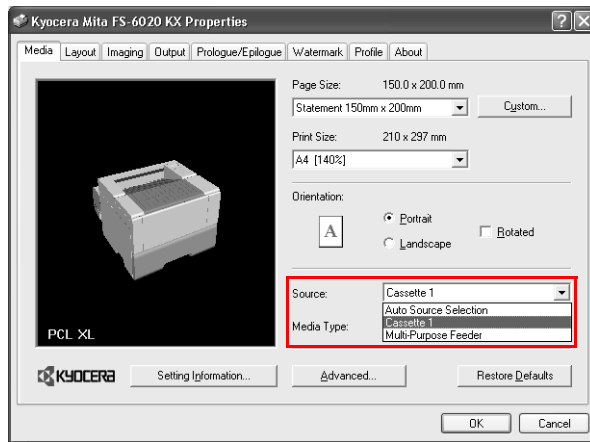 Kyocera Mita FS-6020 KX Properties
Media Layout Imaging Output Prologue/Epilogue Watermark Profile About
Page Size: 150.0 x 200.0 mm
Statement 150mm x 200mm Custom...
Print Size: 210 x 297 mm
A4 [140%]
Orientation:
A Portrait Rotated
Landscape
Source: Cassette 1
Auto Source Selection
Media Type: Cassette 1
Multi-Purpose Feeder
PCL XL
KYOCERA Setting Information... Advanced... Restore Defaults
OK Cancel